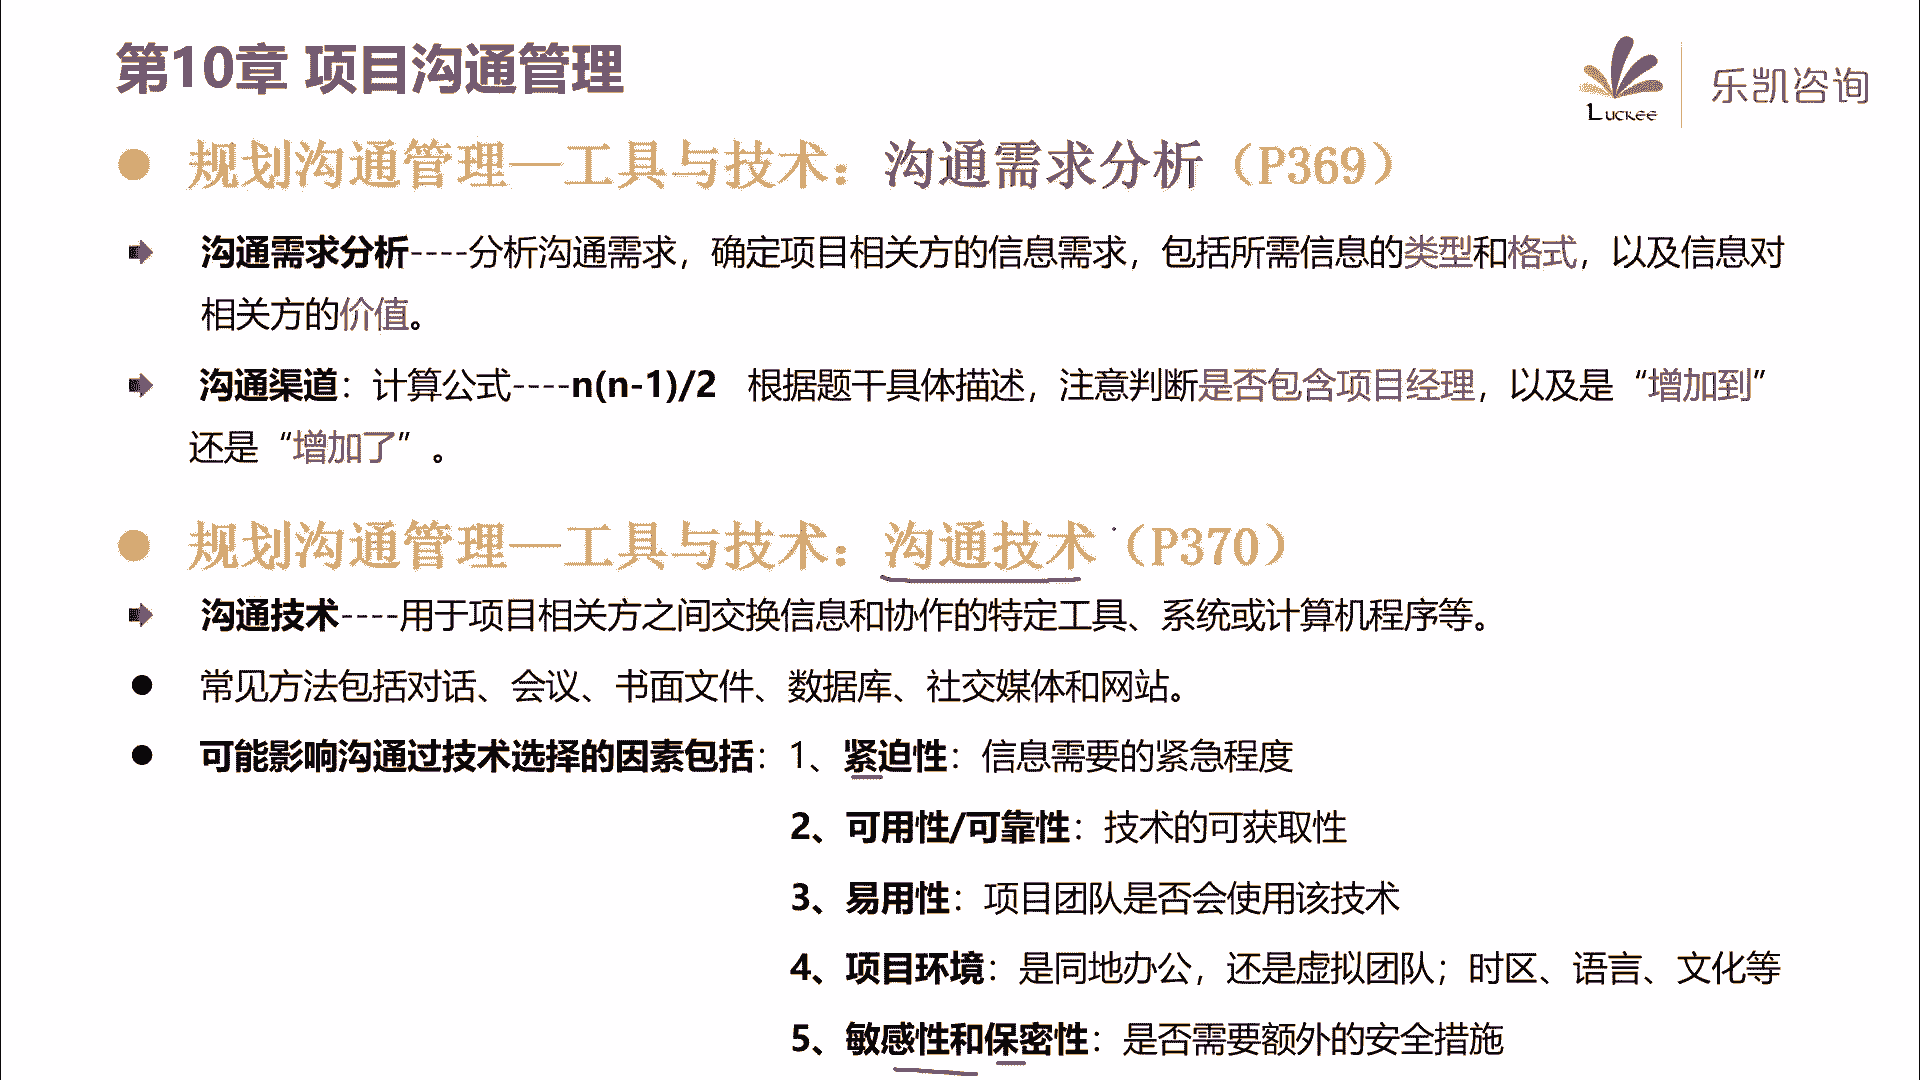 第10章 项目沟通管理
Luckee
乐凯咨询
规划沟通管理—工具与技术：沟通需求分析（P369）
沟通需求分析----分析沟通需求，确定项目相关方的信息需求，包括所需信息的类型和格式，以及信息对
相关方的价值。
沟通渠道：计算公式----n(n-1)/2 根据题干具体描述，注意判断是否包含项目经理，以及是“增加到”
还是“增加了”。
规划沟通管理—工具与技术：沟通技术（P370）
沟通技术----用于项目相关方之间交换信息和协作的特定工具、系统或计算机程序等。
常见方法包括对话、会议、书面文件、数据库、社交媒体和网站。
可能影响沟通过技术选择的因素包括：1、紧迫性：信息需要的紧急程度
2、可用性/可靠性：技术的可获取性
3、易用性：项目团队是否会使用该技术
4、项目环境：是同地办公，还是虚拟团队；时区、语言、文化等
5、敏感性和保密性：是否需要额外的安全措施